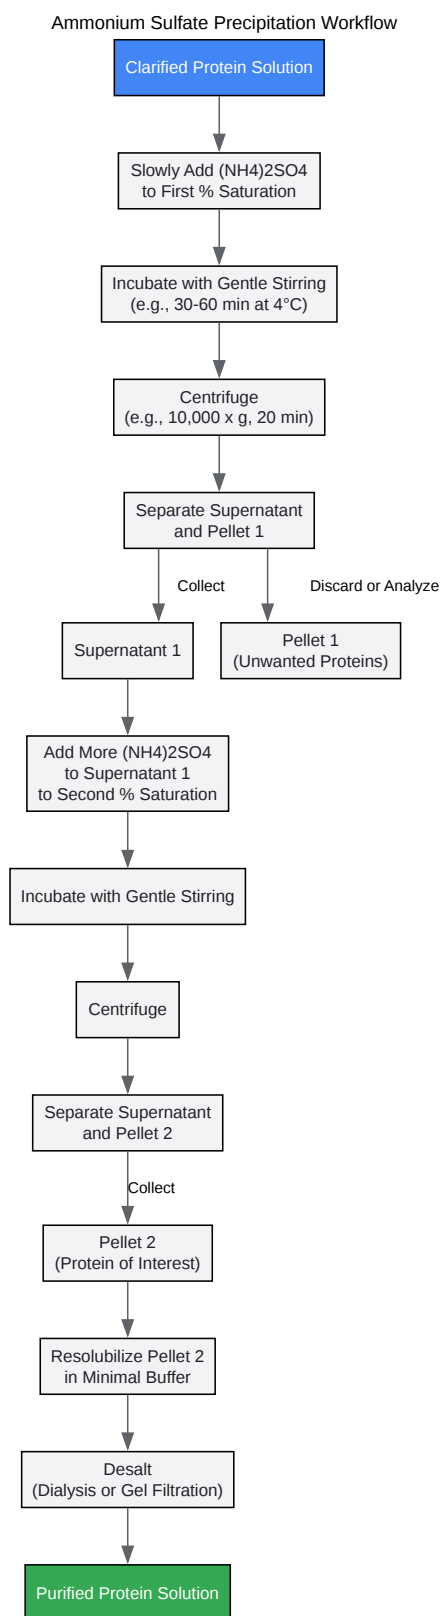 Ammonium Sulfate Precipitation Workflow
Clarified Protein Solution
Slowly Add (NH4)2SO4
to First % Saturation
Incubate with Gentle Stirring
(e.g., 30-60 min at 4°C)
Centrifuge
(e.g., 10,000 x g, 20 min)
Separate Supernatant
and Pellet 1
Collect
Discard or Analyze
Supernatant 1
Pellet 1
(Unwanted Proteins)
Add More (NH4)2SO4
to Supernatant 1
to Second % Saturation
Incubate with Gentle Stirring
Centrifuge
Separate Supernatant
and Pellet 2
Collect
Pellet 2
(Protein of Interest)
Resolubilize Pellet 2
in Minimal Buffer
Desalt
(Dialysis or Gel Filtration)
Purified Protein Solution